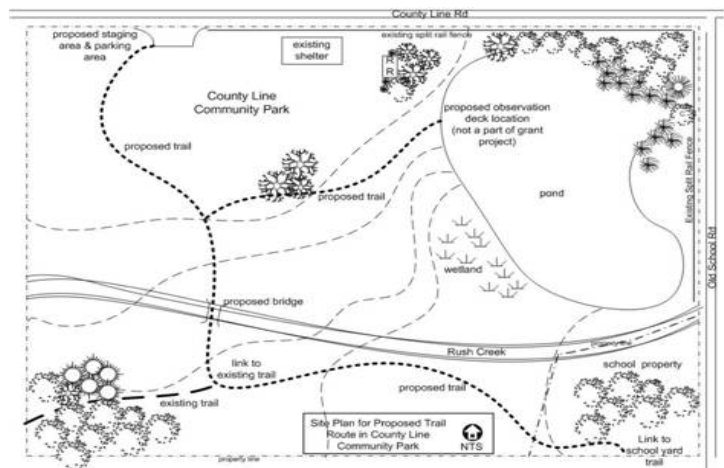 County Line Rd
proposed staging
area & parking
area
existing
shelter
existing split rail fence
R
R
County Line
Community Park
proposed observation
deck location
(not a part of grant
project)
proposed trail
proposed trail
pond
Existing Split Rail Fence
Old School Rd
wetland
proposed bridge
Rush Creek
property line
link to
existing trail
school property
existing trail
proposed trail
Site Plan for Proposed Trail
Route in County Line
Community Park
NTS
Link to
school yard
trail
property line